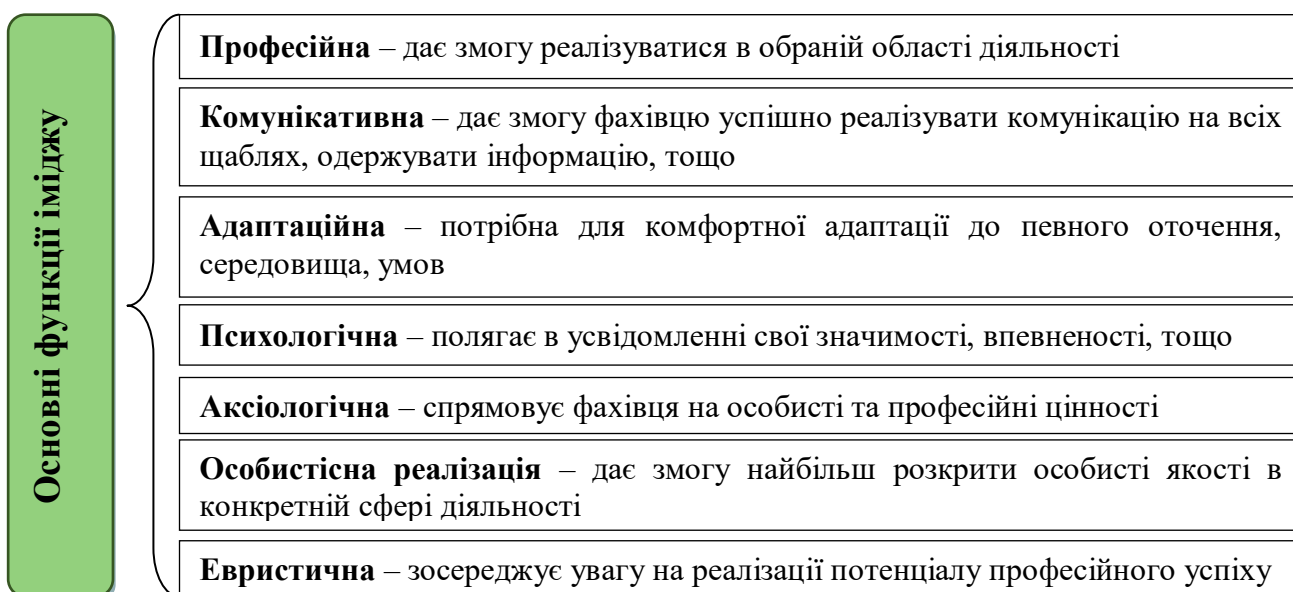 Основні функції іміджу
Професійна – дає змогу реалізуватися в обраній області діяльності
Комунікативна – дає змогу фахівцю успішно реалізувати комунікацію на всіх
щаблях, одержувати інформацію, тощо
Адаптаційна – потрібна для комфортної адаптації до певного оточення,
середовища, умов
Психологічна – полягає в усвідомленні свої значимості, впевненості, тощо
Аксіологічна – спрямовує фахівця на особисті та професійні цінності
Особистісна реалізація – дає змогу найбільш розкрити особисті якості в
конкретній сфері діяльності
Евристична – зосереджує увагу на реалізації потенціалу професійного успіху